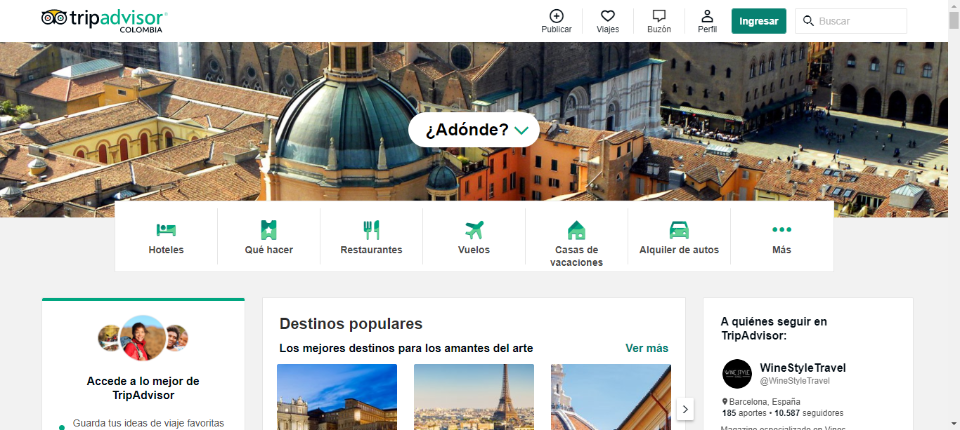 tripadvisor®
COLOMBIA
Publicar
Viajes
Buzón
Perfil
Ingresar
Buscar
¿Adónde?
Hoteles
Qué hacer
Restaurantes
Vuelos
Casas de
vacaciones
Alquiler de autos
Más
Accede a lo mejor de
TripAdvisor
Guarda tus ideas de viaje favoritas
Destinos populares
Los mejores destinos para los amantes del arte
Ver más
A quiénes seguir en
TripAdvisor:
WINE STYLE
WineStyleTravel
@WineStyleTravel
Barcelona, España
185 aportes • 10.587 seguidores
Magazine especializado en Vinos